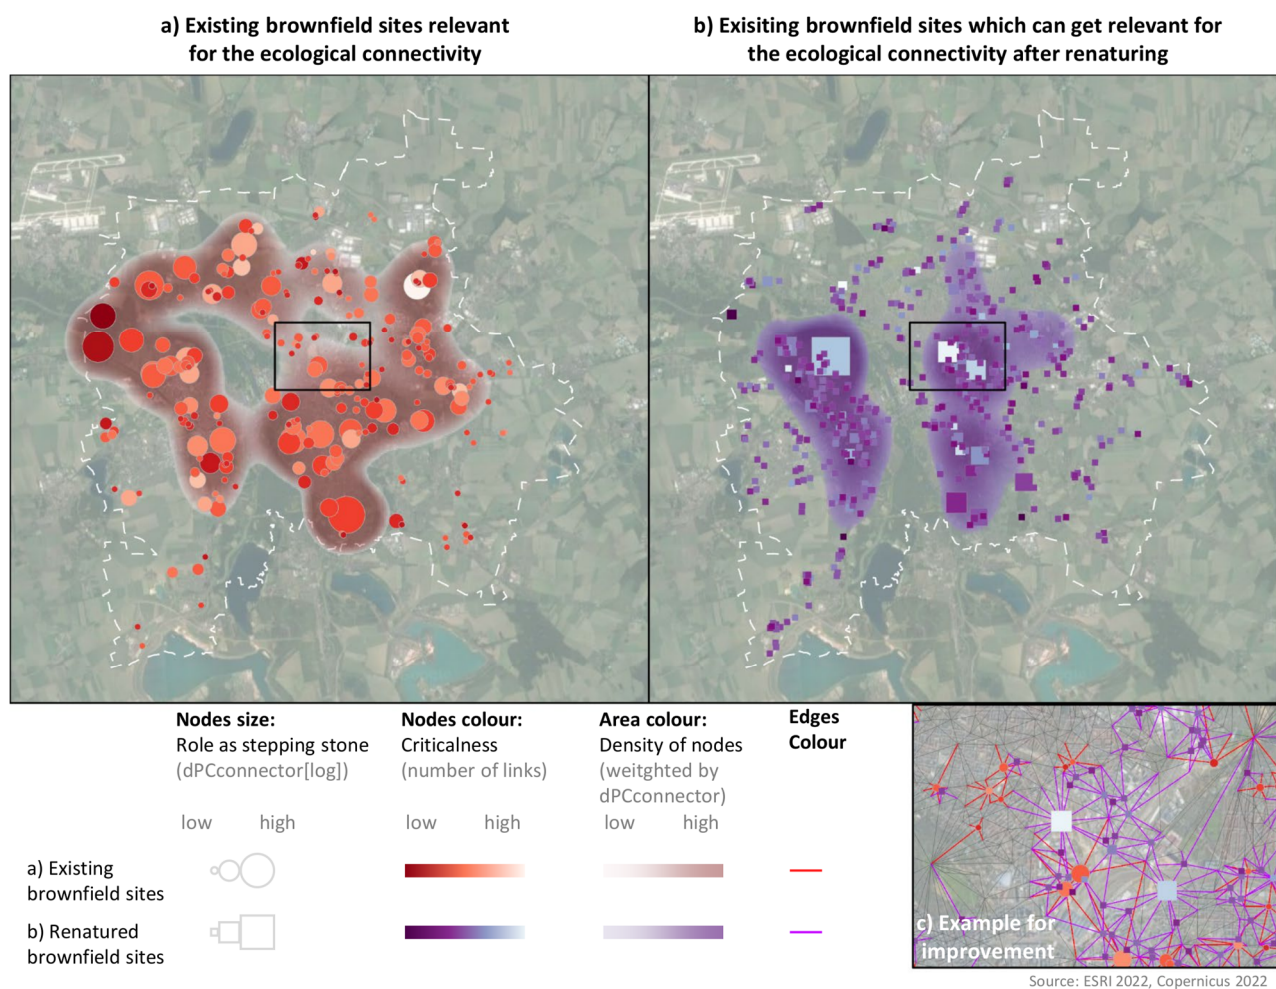 a) Existing brownfield sites relevant
for the ecological connectivity
b) Exisiting brownfield sites which can get relevant for
the ecological connectivity after renaturing
Nodes size:
Role as stepping stone
(dPCconnector[log])
low high
Nodes colour:
Criticalness
(number of links)
low high
Area colour:
Density of nodes
(weitghted by
dPCconnector)
low high
Edges
Colour
a) Existing
brownfield sites
b) Renatured
brownfield sites
c) Example for
improvement
Source: ESRI 2022, Copernicus 2022